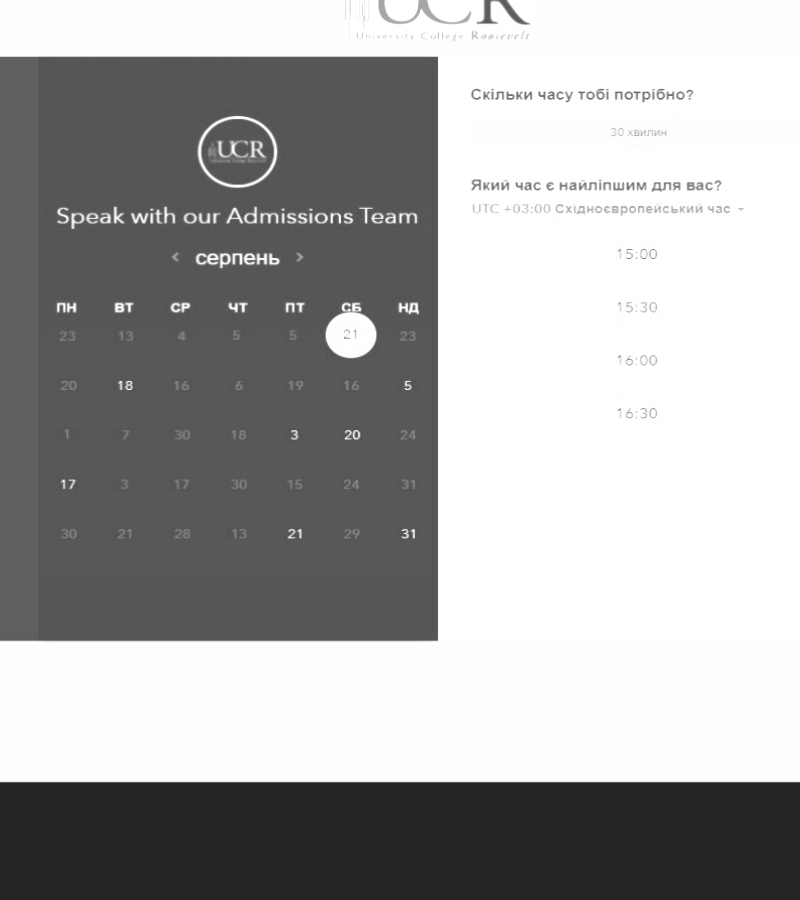 UCR
University College Roosevelt
UCR
Speak with our Admissions Team
< серпень >
ПН ВТ СР ЧТ ПТ СБ НД
23 13 4 5 5 21 23
20 18 16 6 19 16 5
1 7 30 18 3 20 24
17 3 17 30 15 24 31
30 21 28 13 21 29 31
Скільки часу тобі потрібно?
30 хвилин
Який час є найліпшим для вас?
UTC +03:00 Східноєвропейський час
15:00
15:30
16:00
16:30